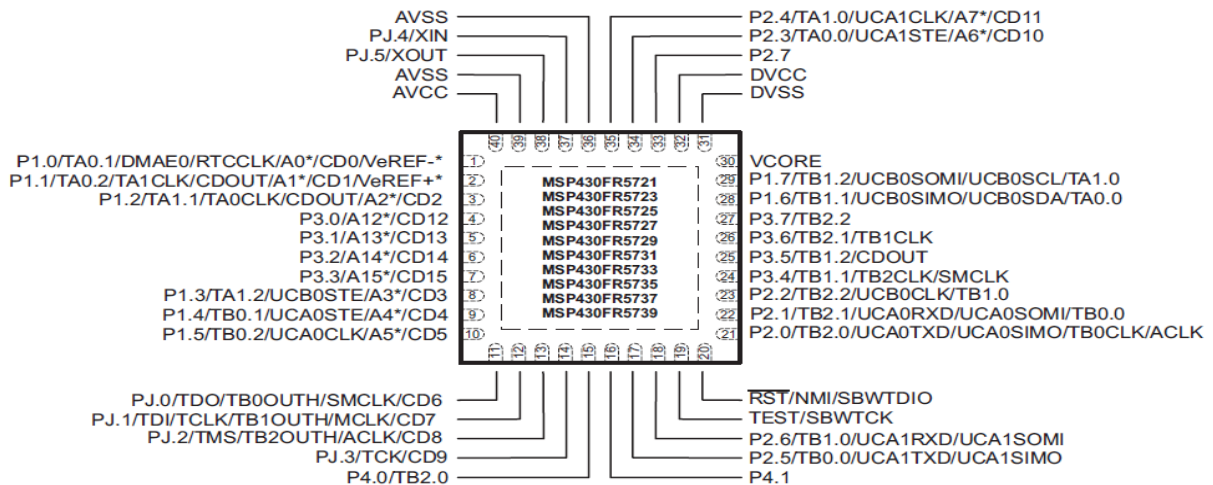 AVSS
PJ.4/XIN
PJ.5/XOUT
AVSS
AVCC
P2.4/TA1.0/UCA1CLK/A7*/CD11
P2.3/TA0.0/UCA1STE/A6*/CD10
P2.7
DVCC
DVSS
40 39 38 37 36 35 34 33 32 31
P1.0/TA0.1/DMAE0/RTCCLK/A0*/CD0/VeREF-* 1
P1.1/TA0.2/TA1CLK/CDOUT/A1*/CD1/VeREF+* 2
P1.2/TA1.1/TA0CLK/CDOUT/A2*/CD2 3
P3.0/A12*/CD12 4
P3.1/A13*/CD13 5
P3.2/A14*/CD14 6
P3.3/A15*/CD15 7
P1.3/TA1.2/UCB0STE/A3*/CD3 8
P1.4/TB0.1/UCA0STE/A4*/CD4 9
P1.5/TB0.2/UCA0CLK/A5*/CD5 10
MSP430FR5721
MSP430FR5723
MSP430FR5725
MSP430FR5727
MSP430FR5729
MSP430FR5731
MSP430FR5733
MSP430FR5735
MSP430FR5737
MSP430FR5739
30 VCORE
29 P1.7/TB1.2/UCB0SOMI/UCB0SCL/TA1.0
28 P1.6/TB1.1/UCB0SIMO/UCB0SDA/TA0.0
27 P3.7/TB2.2
26 P3.6/TB2.1/TB1CLK
25 P3.5/TB1.2/CDOUT
24 P3.4/TB1.1/TB2CLK/SMCLK
23 P2.2/TB2.2/UCB0CLK/TB1.0
22 P2.1/TB2.1/UCA0RXD/UCA0SOMI/TB0.0
21 P2.0/TB2.0/UCA0TXD/UCA0SIMO/TB0CLK/ACLK
11 12 13 14 15 16 17 18 19 20
PJ.0/TDO/TB0OUTH/SMCLK/CD6
PJ.1/TDI/TCLK/TB1OUTH/MCLK/CD7
PJ.2/TMS/TB2OUTH/ACLK/CD8
PJ.3/TCK/CD9
P4.0/TB2.0
RST/NMI/SBWTDIO
TEST/SBWTCK
P2.6/TB1.0/UCA1RXD/UCA1SOMI
P2.5/TB0.0/UCA1TXD/UCA1SIMO
P4.1